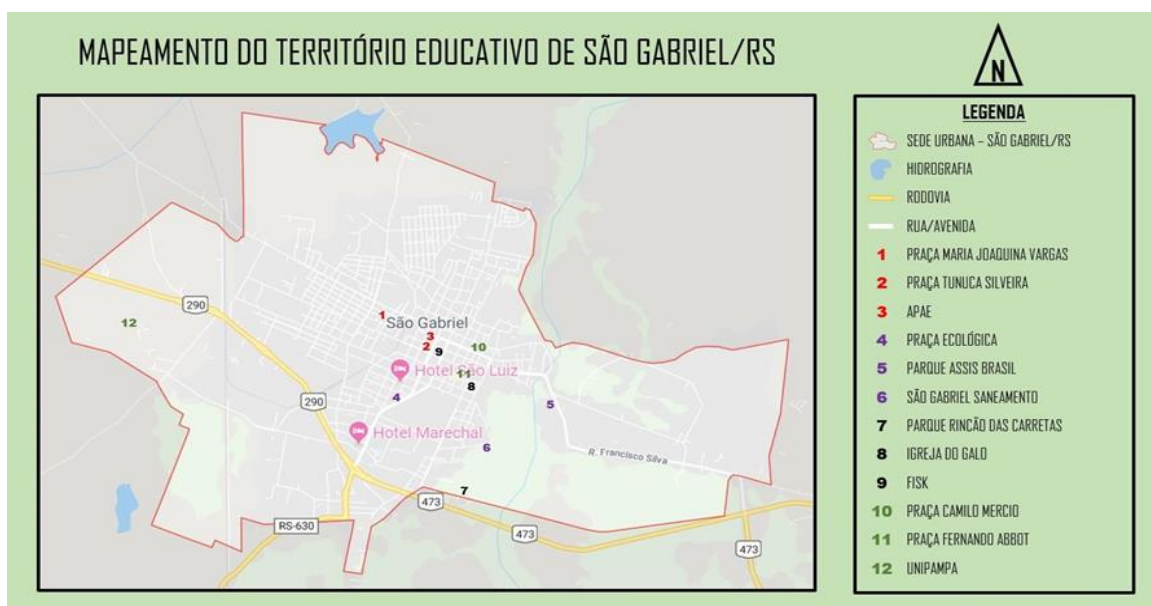 MAPEAMENTO DO TERRITÓRIO EDUCATIVO DE SÃO GABRIEL/RS
N
290
12
1
São Gabriel
3
2
9
10
Hotel São Luiz
11
8
290
4
5
Hotel Marechal
6
R. Francisco Silva
7
473
RS-630
473
473
LEGENDA
SEDE URBANA – SÃO GABRIEL/RS
HIDROGRAFIA
RODOVIA
RUA/AVENIDA
1 PRAÇA MARIA JOAQUINA VARGAS
2 PRAÇA TUNUCA SILVEIRA
3 APAE
4 PRAÇA ECOLÓGICA
5 PARQUE ASSIS BRASIL
6 SÃO GABRIEL SANEAMENTO
7 PARQUE RINCÃO DAS CARRETAS
8 IGREJA DO GALO
9 FISK
10 PRAÇA CAMILO MERCIO
11 PRAÇA FERNANDO ABBOT
12 UNIPAMPA